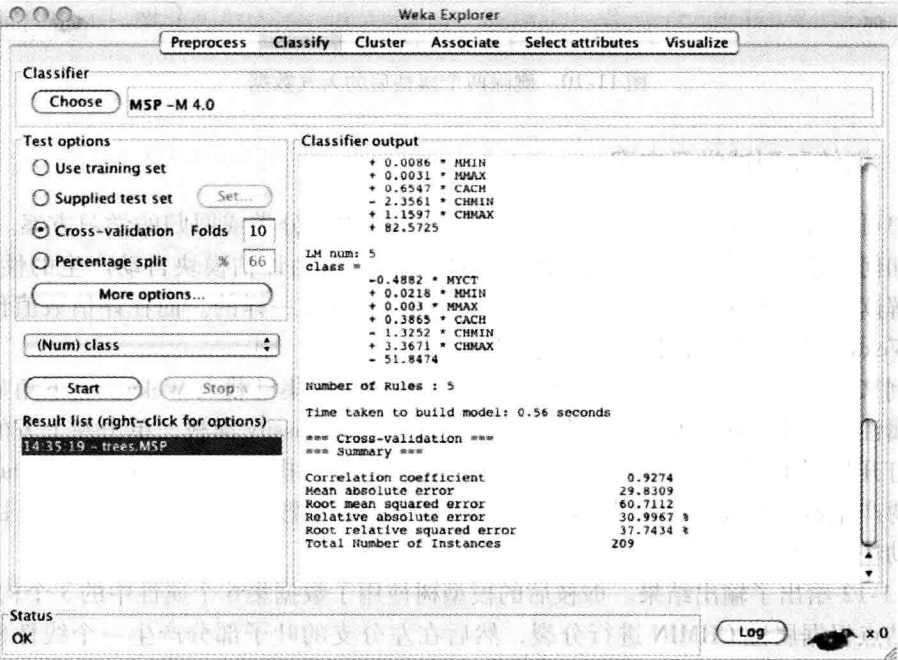 Weka Explorer
Preprocess Classify Cluster Associate Select attributes Visualize
Classifier
Choose M5P -M 4.0
Test options
Use training set
Supplied test set Set...
Cross-validation Folds 10
Percentage split % 66
More options...
(Num) class
Start Stop
Result list (right-click for options)
14:35:19 - trees.M5P
Classifier output
+ 0.0086 * MMIN
+ 0.0031 * MMAX
+ 0.6547 * CACH
- 2.3561 * CHMIN
+ 1.1597 * CHMAX
+ 82.5725
LM num: 5
class =
-0.4882 * MYCT
+ 0.0218 * MMIN
+ 0.003 * MMAX
+ 0.3865 * CACH
- 1.3252 * CHMIN
+ 3.3671 * CHMAX
- 51.8474
Number of Rules : 5
Time taken to build model: 0.56 seconds
=== Cross-validation ===
=== Summary ===
Correlation coefficient 0.9274
Mean absolute error 29.8309
Root mean squared error 60.7112
Relative absolute error 30.9967 %
Root relative squared error 37.7434 %
Total Number of Instances 209
Status
OK
Log x 0